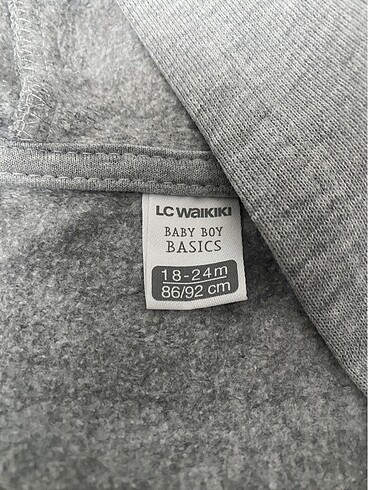 LC WAIKIKI
BABY BOY
BASICS
18-24m
86/92 cm